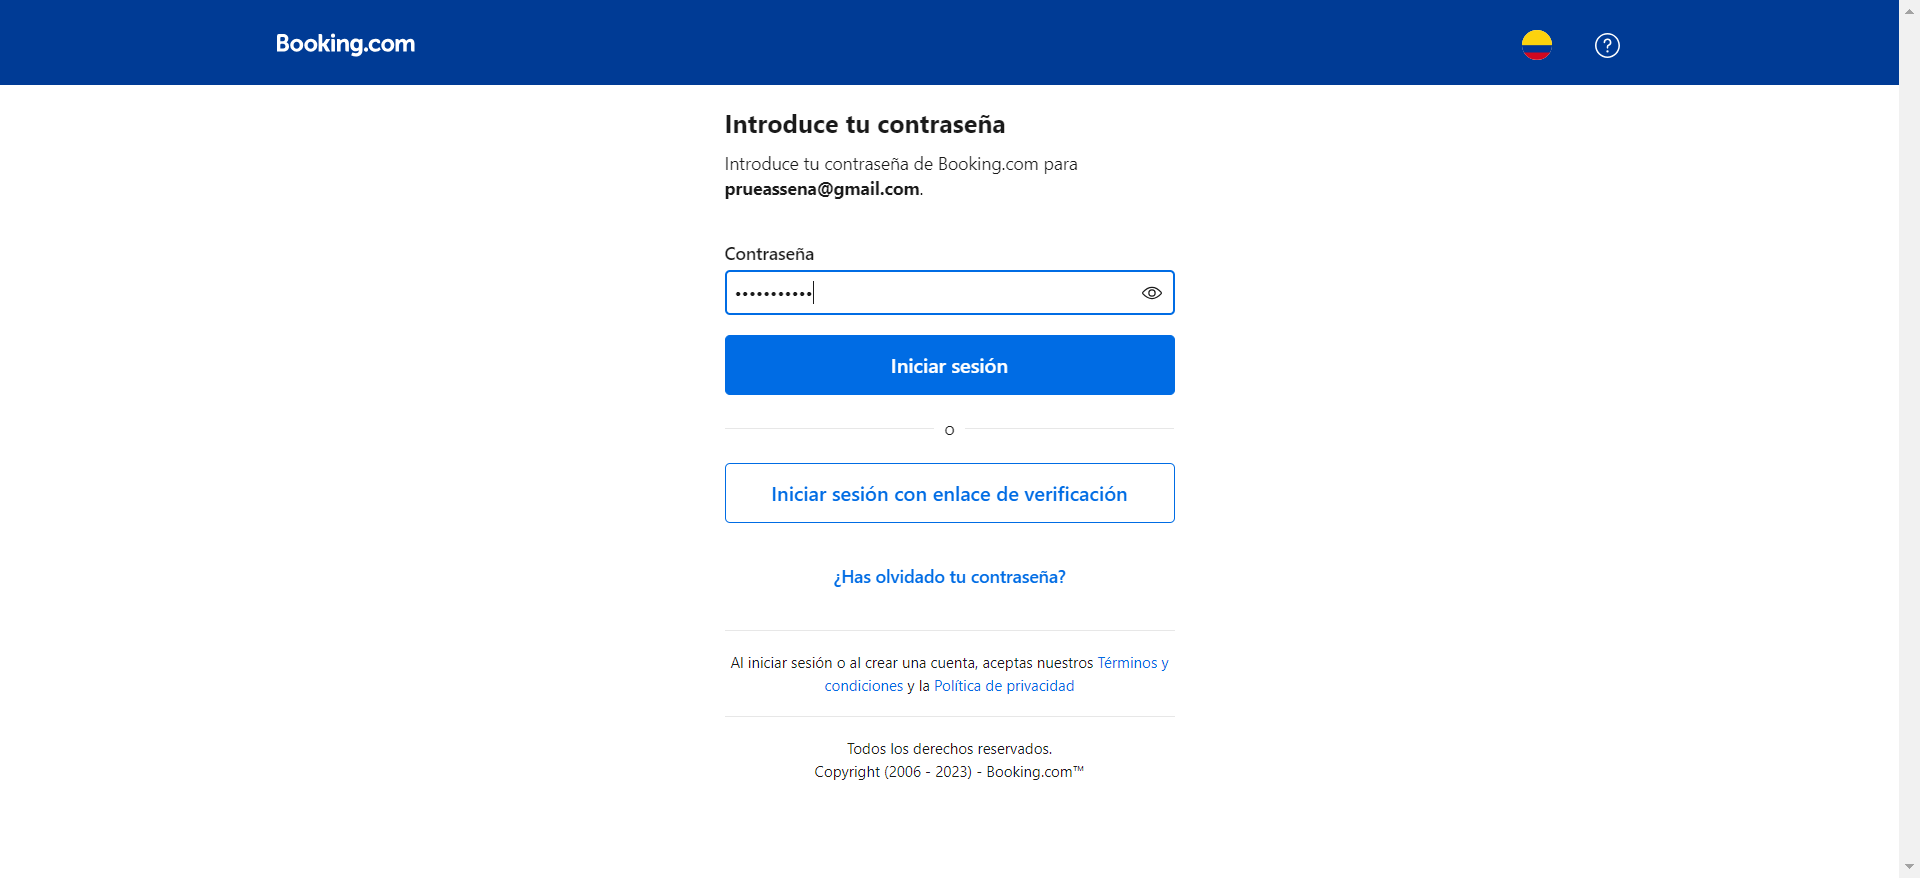 Booking.com
?
Introduce tu contraseña
Introduce tu contraseña de Booking.com para
prueassena@gmail.com.
Contraseña
•••••••••••
Iniciar sesión
o
Iniciar sesión con enlace de verificación
¿Has olvidado tu contraseña?
Al iniciar sesión o al crear una cuenta, aceptas nuestros Términos y
condiciones y la Política de privacidad
Todos los derechos reservados.
Copyright (2006 - 2023) - Booking.com™